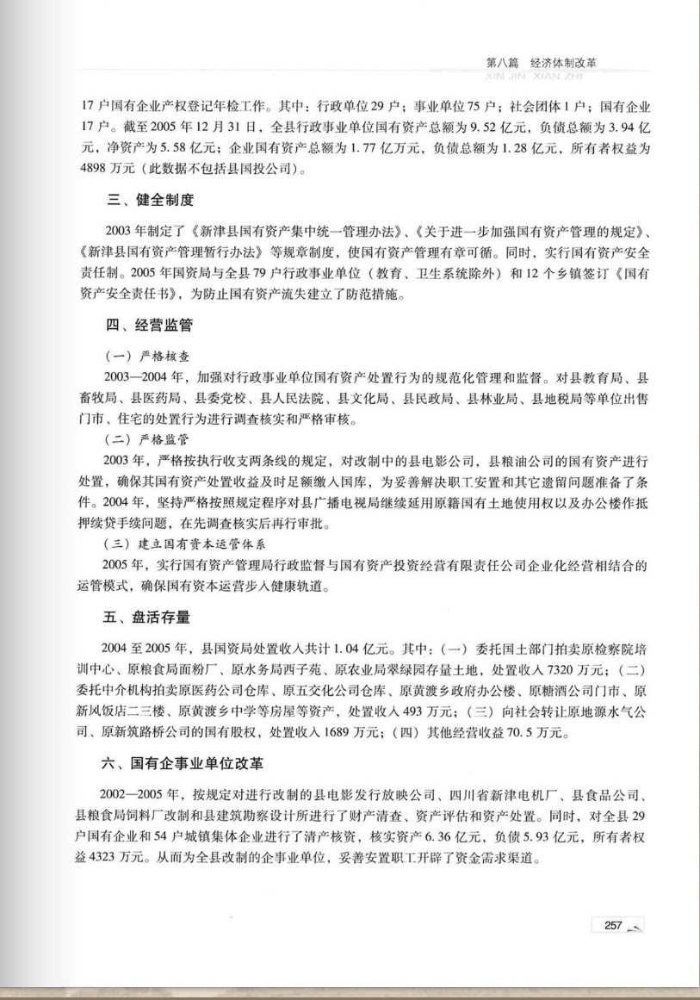 第八篇 经济体制改革
XIN JIN XIAN ZHI
17 户国有企业产权登记年检工作。其中：行政单位 29 户；事业单位 75 户；社会团体 1 户；国有企业
17 户。截至 2005 年 12 月 31 日，全县行政事业单位国有资产总额为 9.52 亿元，负债总额为 3.94 亿
元，净资产为 5.58 亿元；企业国有资产总额为 1.77 亿万元，负债总额为 1.28 亿元，所有者权益为
4898 万元（此数据不包括县国投公司）。
三、健全制度
2003 年制定了《新津县国有资产集中统一管理办法》、《关于进一步加强国有资产管理的规定》、
《新津县国有资产管理暂行办法》等规章制度，使国有资产管理有章可循。同时，实行国有资产安全
责任制。2005 年国资局与全县 79 户行政事业单位（教育、卫生系统除外）和 12 个乡镇签订《国有
资产安全责任书》，为防止国有资产流失建立了防范措施。
四、经营监管
（一）严格核查
2003—2004 年，加强对行政事业单位国有资产处置行为的规范化管理和监督。对县教育局、县
畜牧局、县医药局、县委党校、县人民法院、县文化局、县民政局、县林业局、县地税局等单位出售
门市、住宅的处置行为进行调查核实和严格审核。
（二）严格监管
2003 年，严格按执行收支两条线的规定，对改制中的县电影公司，县粮油公司的国有资产进行
处置，确保其国有资产处置收益及时足额缴入国库，为妥善解决职工安置和其它遗留问题准备了条
件。2004 年，坚持严格按照规定程序对县广播电视局继续延用原籍国有土地使用权以及办公楼作抵
押续贷手续问题，在先调查核实后再行审批。
（三）建立国有资本运营体系
2005 年，实行国有资产管理局行政监督与国有资产投资经营有限责任公司企业化经营相结合的
运管模式，确保国有资本运营步入健康轨道。
五、盘活存量
2004 至 2005 年，县国资局处置收入共计 1.04 亿元。其中：（一）委托国土部门拍卖原检察院培
训中心、原粮食局面粉厂、原水务局西子苑、原农业局翠绿园存量土地，处置收入 7320 万元；（二）
委托中介机构拍卖原医药公司仓库、原五交化公司仓库、原黄渡乡政府办公楼、原糖酒公司门市、原
新风饭店二三楼、原黄渡乡中学等房屋等资产，处置收入 493 万元；（三）向社会转让原地源水气公
司、原新筑路桥公司的国有股权，处置收入 1689 万元；（四）其他经营收益 70.5 万元。
六、国有企事业单位改革
2002—2005 年，按规定对进行改制的县电影发行放映公司、四川省新津电机厂、县食品公司、
县粮食局饲料厂改制和县建筑勘察设计所进行了财产清查、资产评估和资产处置。同时，对全县 29
户国有企业和 54 户城镇集体企业进行了清产核资，核实资产 6.36 亿元，负债 5.93 亿元，所有者权
益 4323 万元。从而为全县改制的企事业单位，妥善安置职工开辟了资金需求渠道。
257